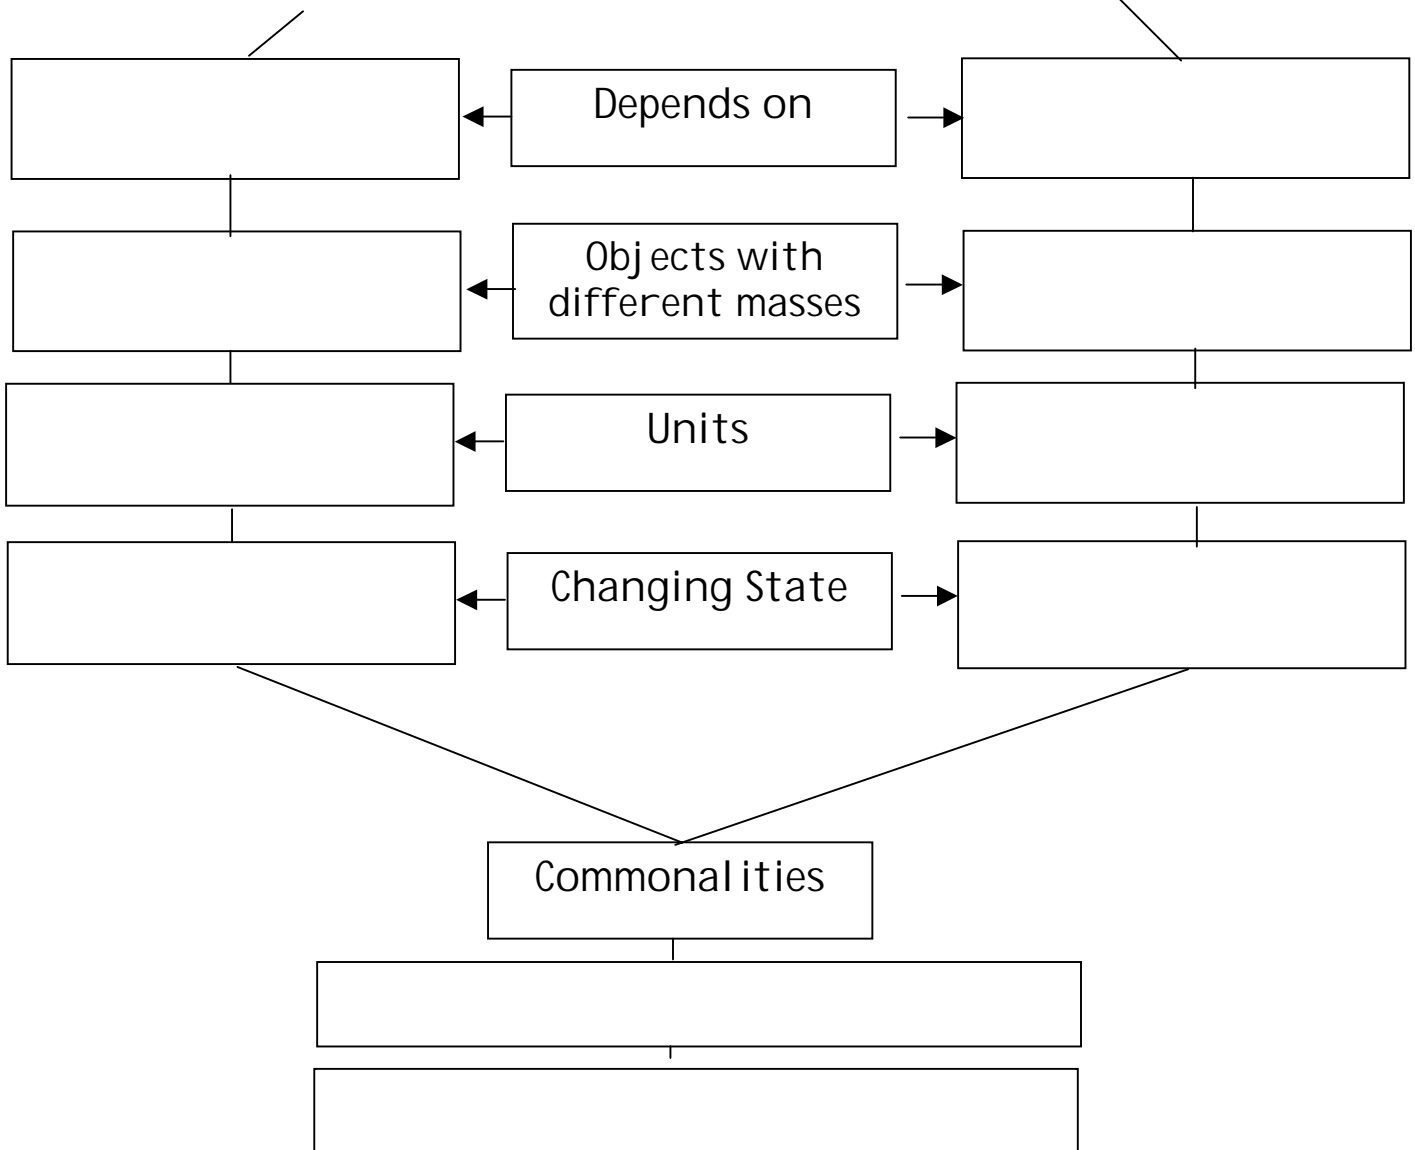 Depends on
Objects with
different masses
Units
Changing State
Commonalities